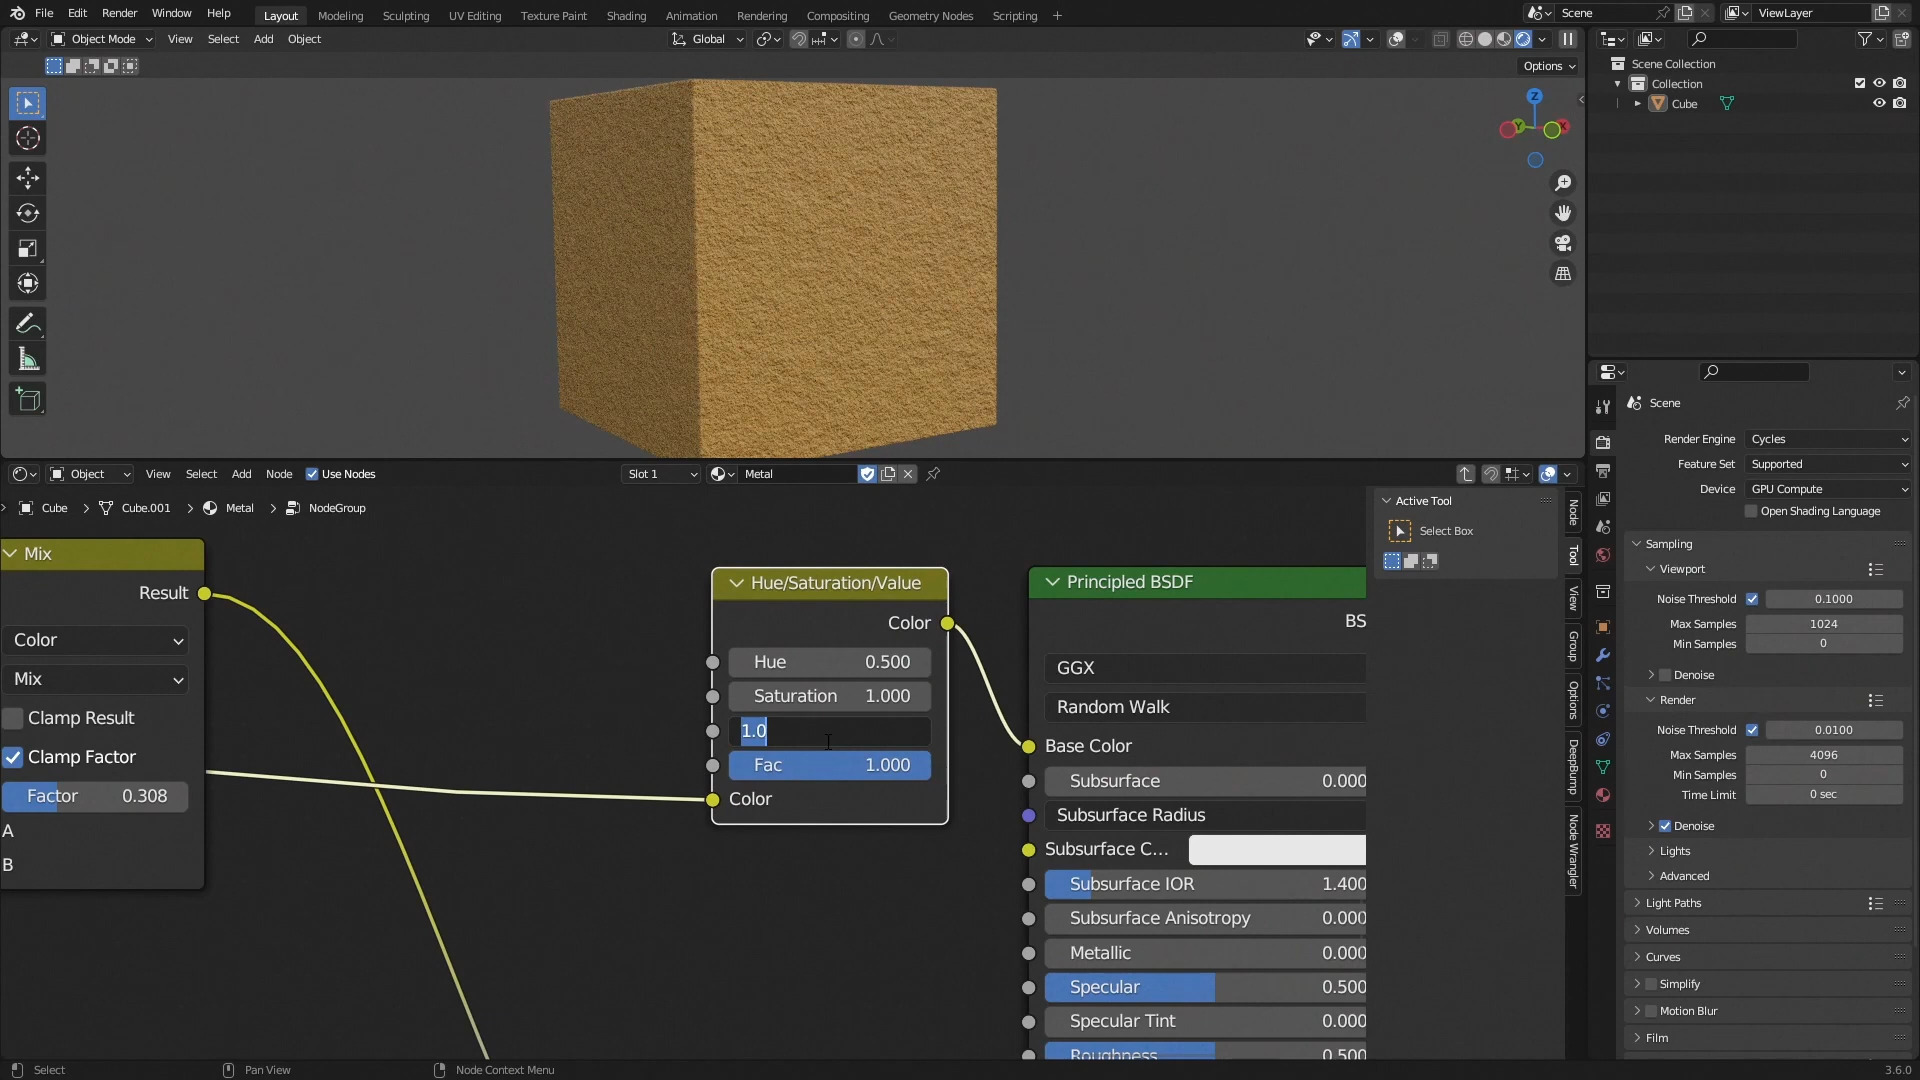 File Edit Render Window Help Layout Modeling Sculpting UV Editing Texture Paint Shading Animation Rendering Compositing Geometry Nodes Scripting + Scene ViewLayer
Object Mode View Select Add Object Global
Options
Scene Collection
Collection
Cube
Z
Y
X
Object View Select Add Node Use Nodes Slot 1 Metal
Cube Cube.001 Metal NodeGroup
Mix
Result
Color
Mix
Clamp Result
Clamp Factor
Factor 0.308
A
B
Hue/Saturation/Value
Color
Hue 0.500
Saturation 1.000
1.0
Fac 1.000
Color
Principled BSDF
BS
GGX
Random Walk
Base Color
Subsurface 0.000
Subsurface Radius
Subsurface C...
Subsurface IOR 1.400
Subsurface Anisotropy 0.000
Metallic 0.000
Specular 0.500
Specular Tint 0.000
Roughness 0.500
Active Tool
Select Box
Node
Tool
View
Group
Options
DeepBump
Node Wrangler
Scene
Render Engine Cycles
Feature Set Supported
Device GPU Compute
Open Shading Language
Sampling
Viewport
Noise Threshold 0.1000
Max Samples 1024
Min Samples 0
Denoise
Render
Noise Threshold 0.0100
Max Samples 4096
Min Samples 0
Time Limit 0 sec
Denoise
Lights
Advanced
Light Paths
Volumes
Curves
Simplify
Motion Blur
Film
Select Pan View Node Context Menu 3.6.0